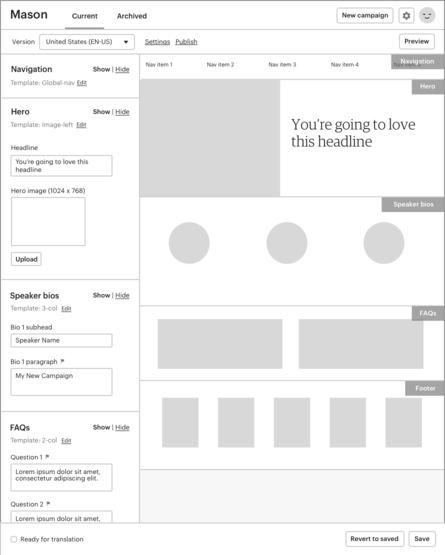 Mason
Current
Archived
New campaign
Version
United States (EN-US)
Settings
Publish
Preview
Navigation
Show | Hide
Template: Global-nav Edit
Hero
Show | Hide
Template: Image-left Edit
Headline
You're going to love this
headline
Hero image (1024 x 768)
Upload
Speaker bios
Show | Hide
Template: 3-col Edit
Bio 1 subhead
Speaker Name
Bio 1 paragraph
My New Campaign
FAQs
Show | Hide
Template: 2-col Edit
Question 1
Lorem ipsum dolor sit amet,
consectetur adipiscing elit.
Question 2
Lorem ipsum dolor sit amet,
Nav item 1
Nav item 2
Nav item 3
Nav item 4
Navigation
Hero
You're going to love
this headline
Speaker bios
FAQs
Footer
Ready for translation
Revert to saved
Save